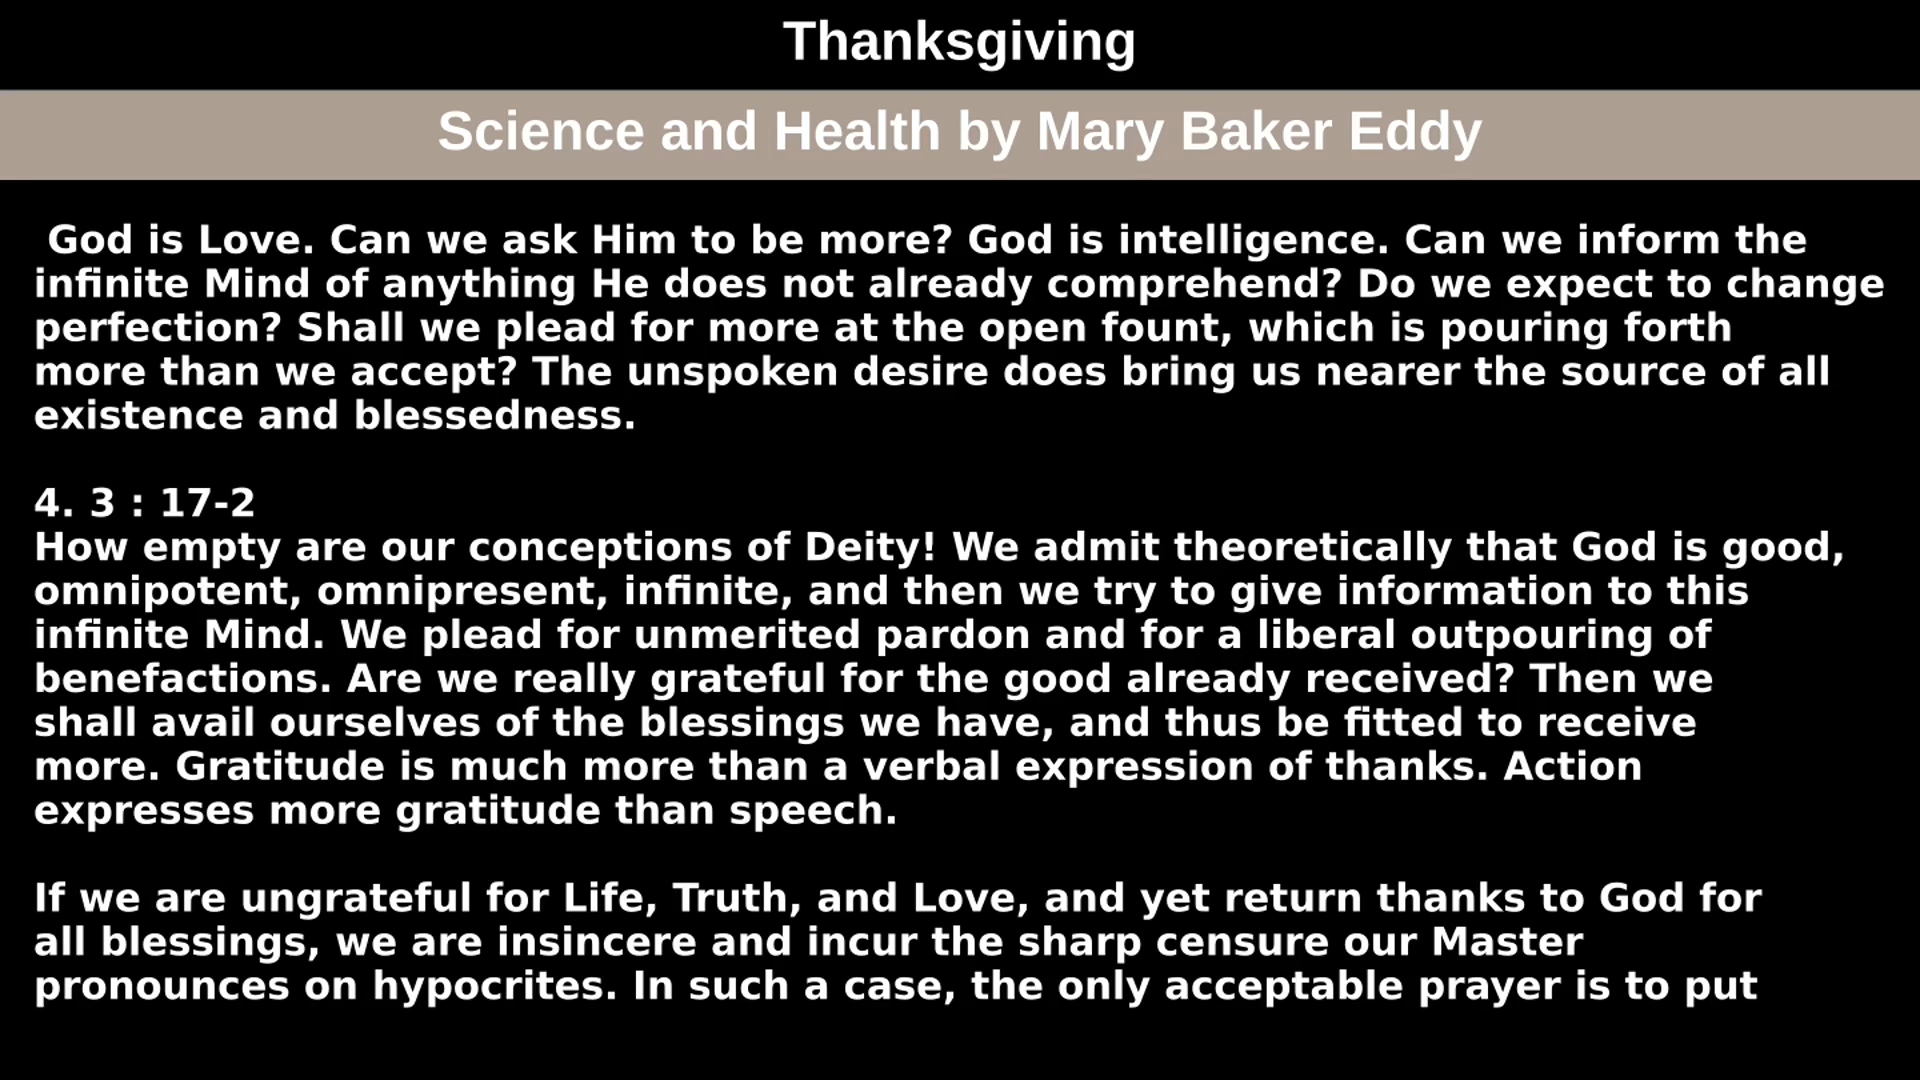 Thanksgiving
Science and Health by Mary Baker Eddy
God is Love. Can we ask Him to be more? God is intelligence. Can we inform the
infinite Mind of anything He does not already comprehend? Do we expect to change
perfection? Shall we plead for more at the open fount, which is pouring forth
more than we accept? The unspoken desire does bring us nearer the source of all
existence and blessedness.
4. 3 : 17-2
How empty are our conceptions of Deity! We admit theoretically that God is good,
omnipotent, omnipresent, infinite, and then we try to give information to this
infinite Mind. We plead for unmerited pardon and for a liberal outpouring of
benefactions. Are we really grateful for the good already received? Then we
shall avail ourselves of the blessings we have, and thus be fitted to receive
more. Gratitude is much more than a verbal expression of thanks. Action
expresses more gratitude than speech.
If we are ungrateful for Life, Truth, and Love, and yet return thanks to God for
all blessings, we are insincere and incur the sharp censure our Master
pronounces on hypocrites. In such a case, the only acceptable prayer is to put